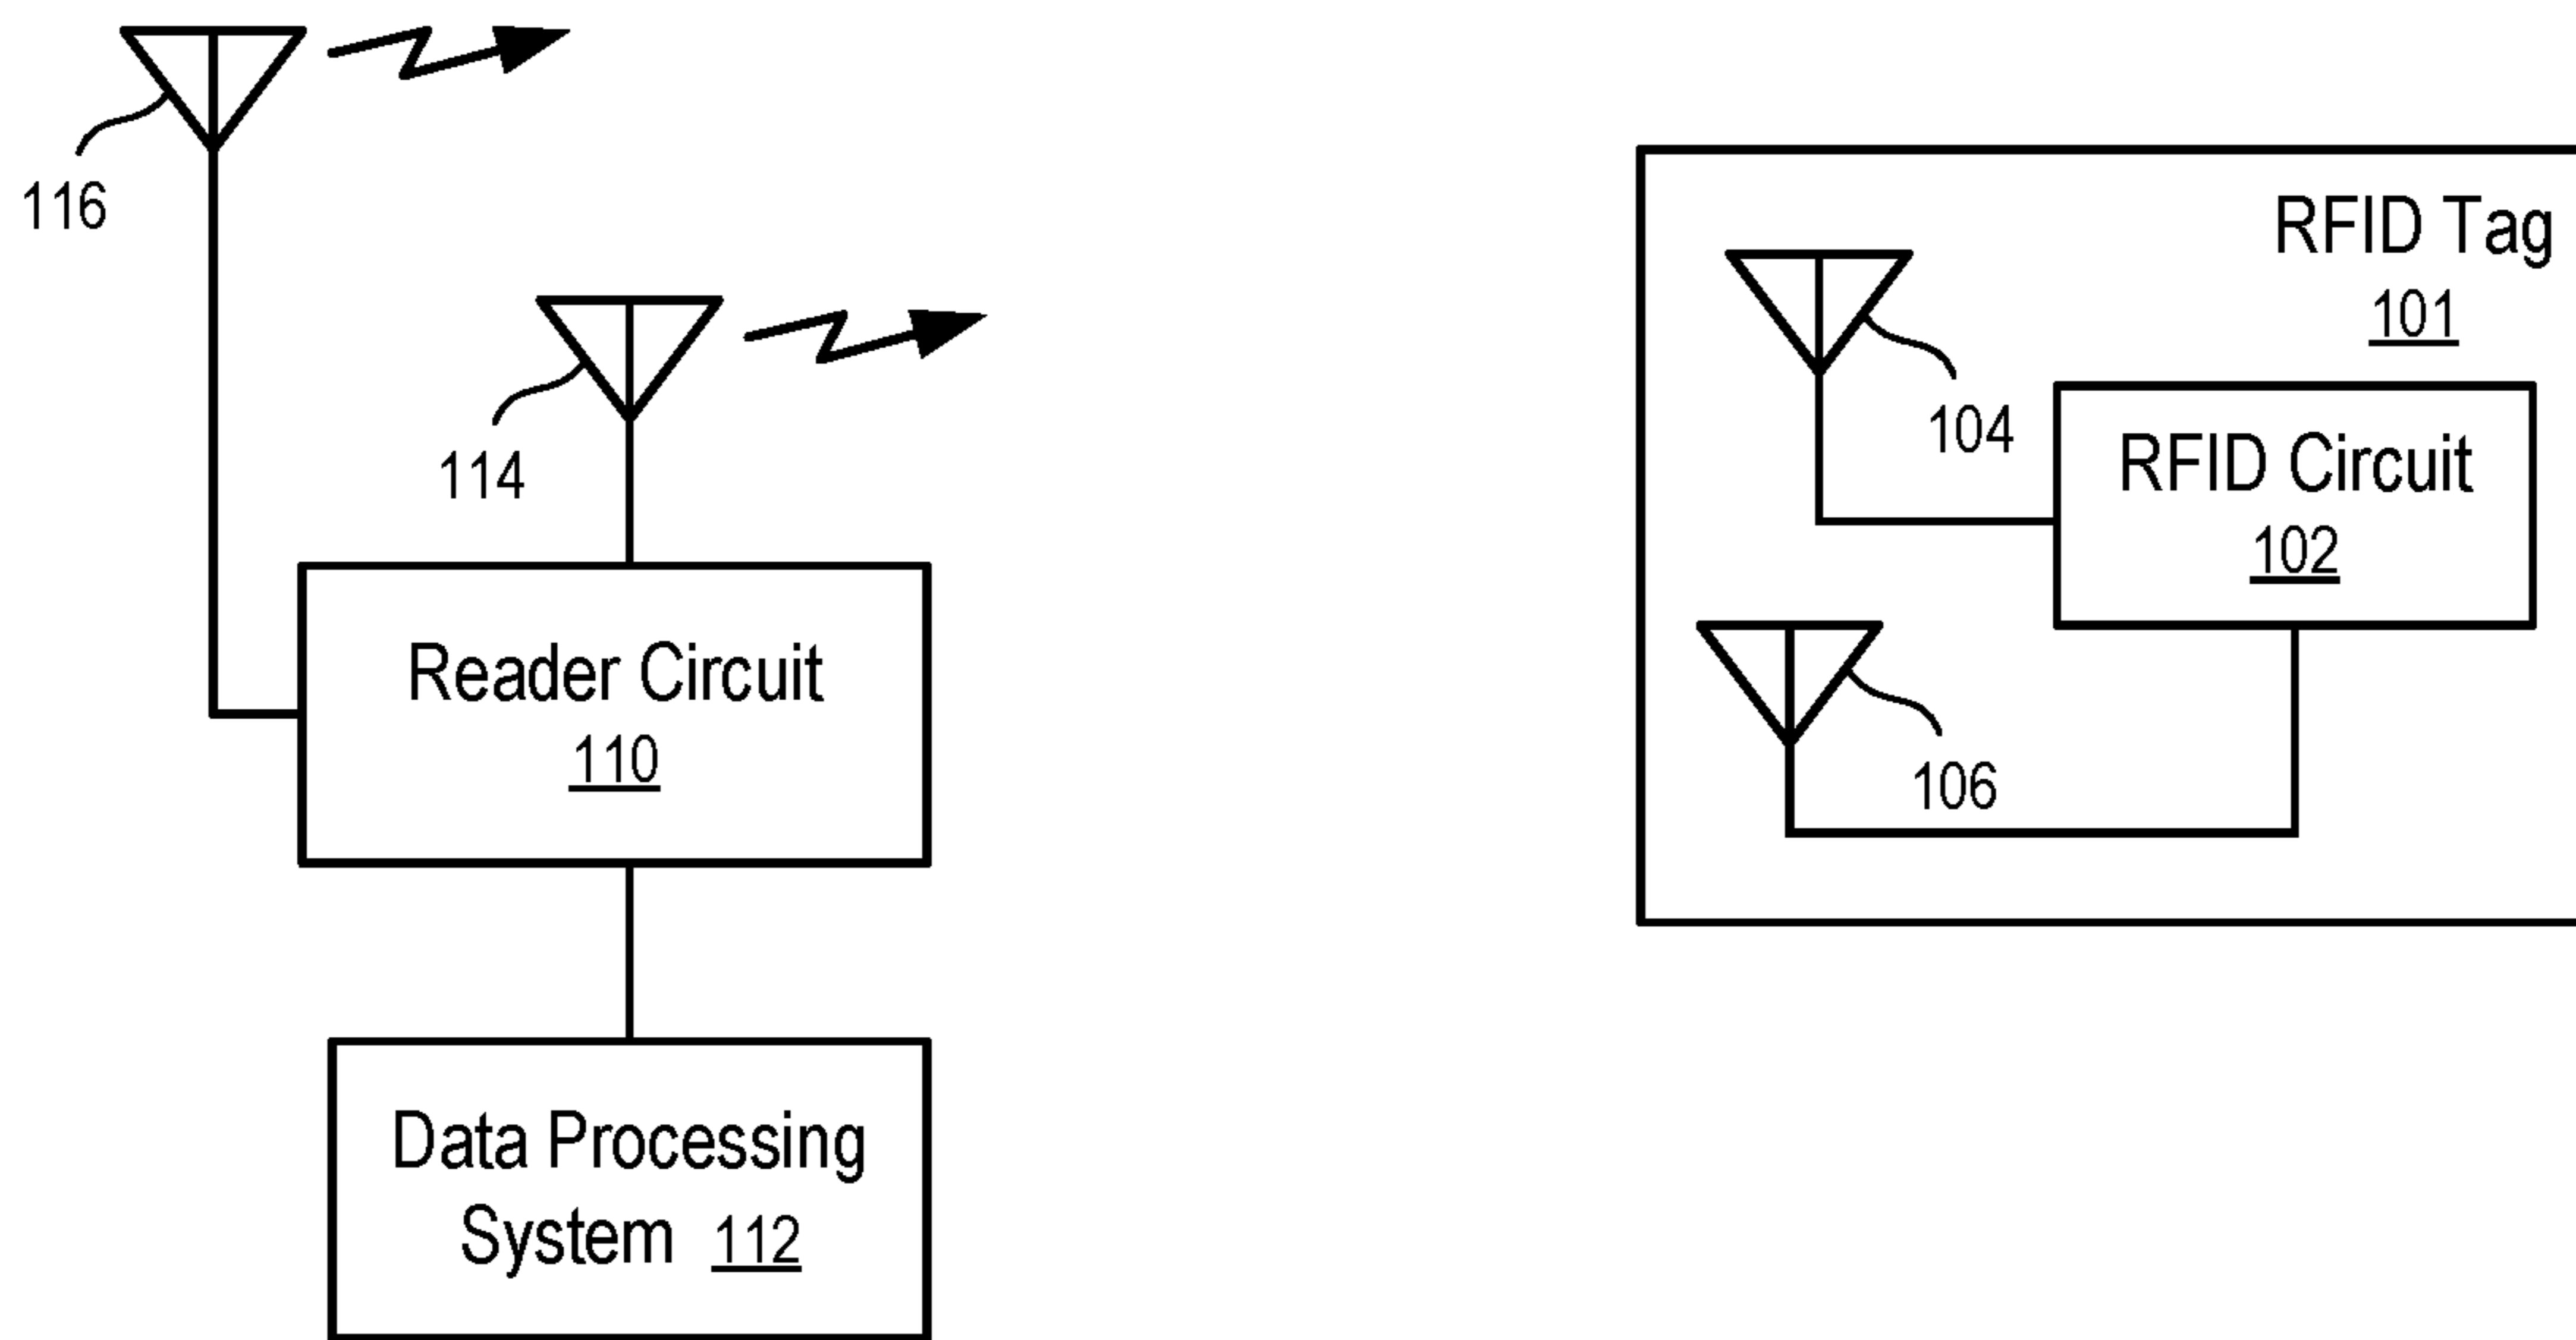 116
114
Reader Circuit
110
Data Processing
System 112
RFID Tag
101
104
RFID Circuit
102
106